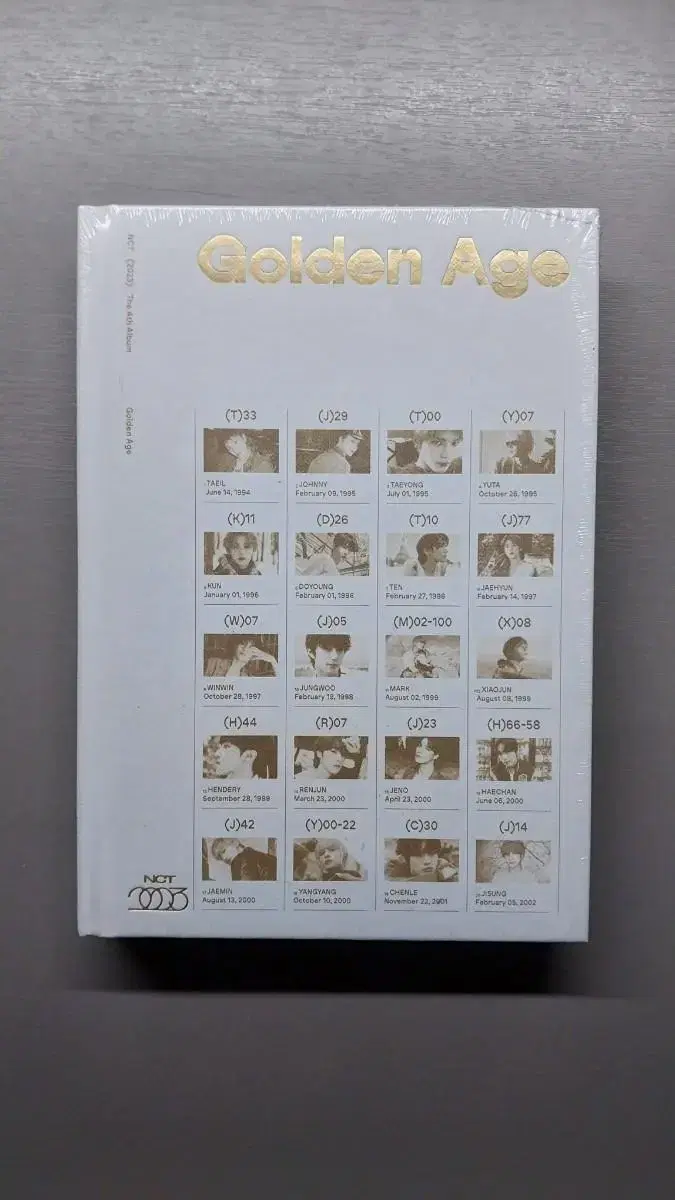 Golden Age
NCT (2023) The 4th Album
Golden Age
(T)33 (J)29 (T)00 (Y)07
TAEIL JOHNNY TAEYONG YUTA
June 14, 1994 February 09, 1995 July 01, 1995 October 26, 1995
(K)11 (D)26 (T)10 (J)77
KUN DOYOUNG TEN JAEHYUN
January 01, 1996 February 01, 1996 February 27, 1996 February 14, 1997
(W)07 (J)05 (M)02-100 (X)08
WINWIN JUNGWOO MARK XIAOJUN
October 28, 1997 February 19, 1998 August 02, 1999 August 08, 1999
(H)44 (R)07 (J)23 (H)66-58
HENDERY RENJUN JENO HAECHAN
September 28, 1999 March 23, 2000 April 23, 2000 June 06, 2000
(J)42 (Y)00-22 (C)30 (J)14
JAEMIN YANGYANG CHENLE JISUNG
August 13, 2000 October 10, 2000 November 22, 2001 February 05, 2002
NCT
2023